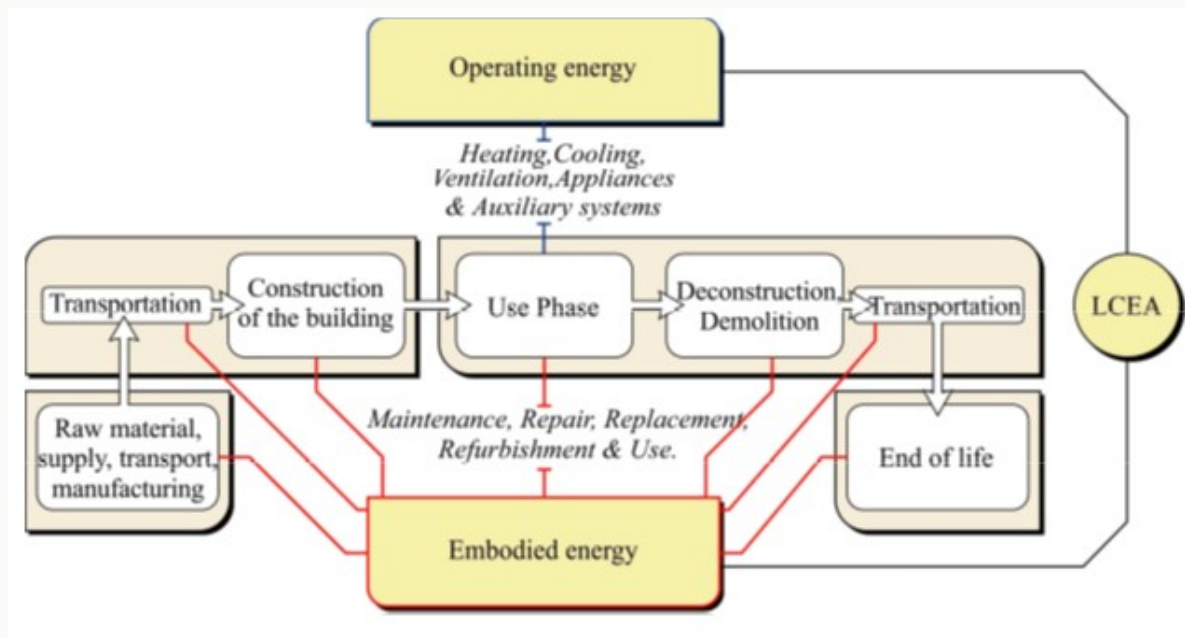 Operating energy
Heating,Cooling,
Ventilation,Appliances
& Auxiliary systems
Transportation
Construction
of the building
Use Phase
Deconstruction,
Demolition
Transportation
LCEA
Raw material,
supply, transport,
manufacturing
Maintenance, Repair, Replacement,
Refurbishment & Use.
End of life
Embodied energy